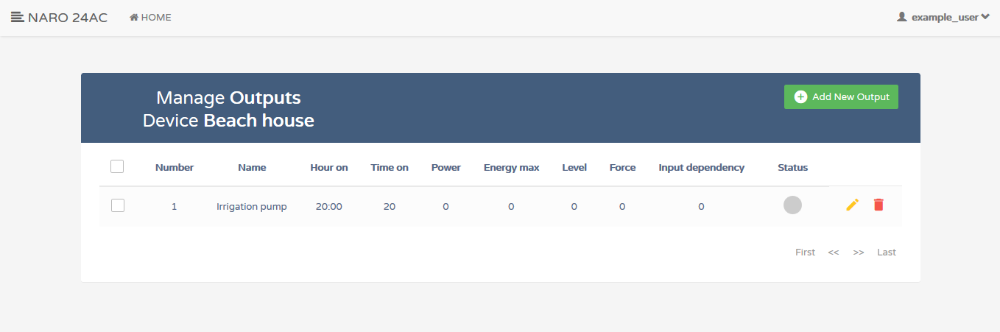 NARO 24AC HOME example_user
Manage Outputs
Add New Output
Device Beach house
Number Name Hour on Time on Power Energy max Level Force Input dependency Status
1 Irrigation pump 20:00 20 0 0 0 0 0
First << >> Last